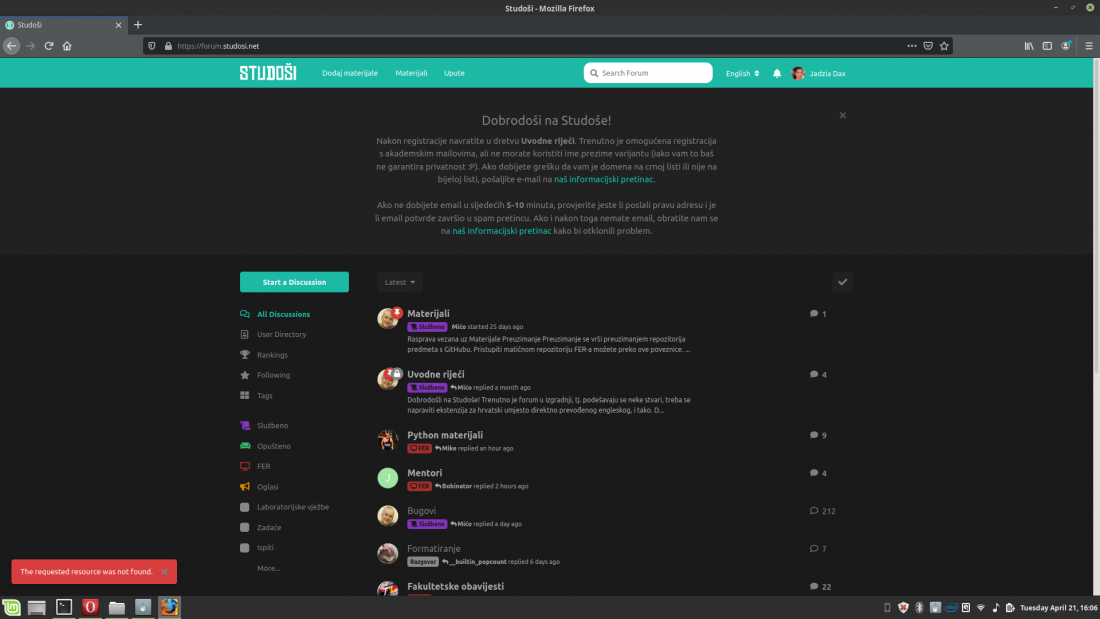 Studoši - Mozilla Firefox
Studoši
https://forum.studosi.net
STUDOŠI
Dodaj materijale
Materijali
Upute
Search Forum
English
Jadzia Dax
Dobrodoši na Studoše!
Nakon registracije navratite u dretvu Uvodne riječi. Trenutno je omogućena registracija
s akademskim mailovima, ali ne morate koristiti ime.prezime varijantu (iako vam to baš
ne garantira privatnost :P). Ako dobijete grešku da vam je domena na crnoj listi ili nije na
bijeloj listi, pošaljite e-mail na naš informacijski pretinac.
Ako ne dobijete email u sljedećih 5-10 minuta, provjerite jeste li poslali pravu adresu i je
li email potvrde završio u spam pretincu. Ako i nakon toga nemate email, obratite nam se
na naš informacijski pretinac kako bi otklonili problem.
Start a Discussion
All Discussions
User Directory
Rankings
Following
Tags
Službeno
Opušteno
FER
Oglasi
Laboratorijske vježbe
Zadaće
Ispiti
More...
Latest
Materijali
1
Službeno Mićo started 25 days ago
Rasprava vezana uz Materijale Preuzimanje Preuzimanje se vrši preuzimanjem repozitorija
predmeta s GitHubu. Pristupiti matičnom repozitoriju FER-a možete preko ove poveznice. ...
Uvodne riječi
4
Službeno Mićo replied a month ago
Dobrodošli na Studoše! Trenutno je forum u izgradnji, tj. podešavaju se neke stvari, treba se
napraviti ekstenzija za hrvatski umjesto direktno prevođenog engleskog, i tako. D...
Python materijali
9
FER Mike replied an hour ago
Mentori
4
J
FER Bobinator replied 2 hours ago
Bugovi
212
Službeno Mićo replied a day ago
Formatiranje
7
Razgovor __builtin_popcount replied 6 days ago
Fakultetske obavijesti
22
The requested resource was not found.
Tuesday April 21, 16:06